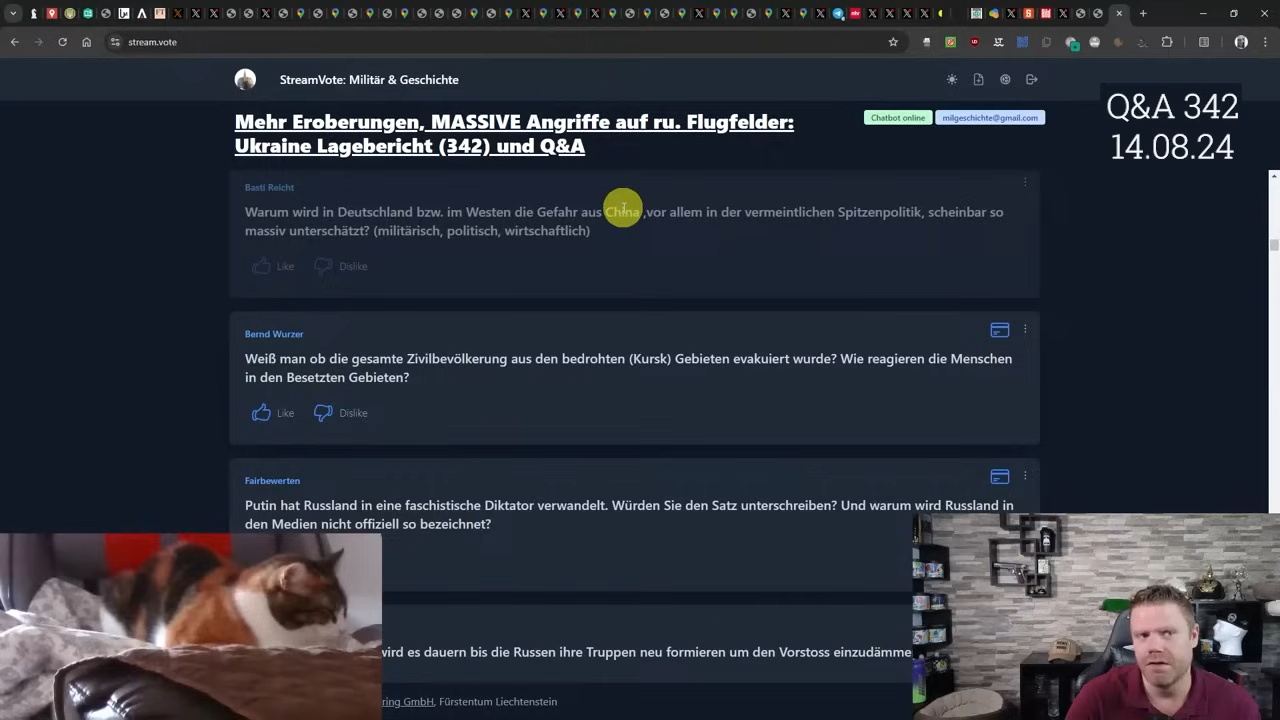 stream.vote
StreamVote: Militär & Geschichte
Q&A 342
14.08.24
Mehr Eroberungen, MASSIVE Angriffe auf ru. Flugfelder:
Ukraine Lagebericht (342) und Q&A
Chatbot online
milgeschichte@gmail.com
Basti Reicht
Warum wird in Deutschland bzw. im Westen die Gefahr aus China ,vor allem in der vermeintlichen Spitzenpolitik, scheinbar so
massiv unterschätzt? (militärisch, politisch, wirtschaftlich)
Like
Dislike
Bernd Wurzer
Weiß man ob die gesamte Zivilbevölkerung aus den bedrohten (Kursk) Gebieten evakuiert wurde? Wie reagieren die Menschen
in den Besetzten Gebieten?
Like
Dislike
Fairbewerten
Putin hat Russland in eine faschistische Diktator verwandelt. Würden Sie den Satz unterschreiben? Und warum wird Russland in
den Medien nicht offiziell so bezeichnet?
wird es dauern bis die Russen ihre Truppen neu formieren um den Vorstoss einzudämme
ring GmbH, Fürstentum Liechtenstein